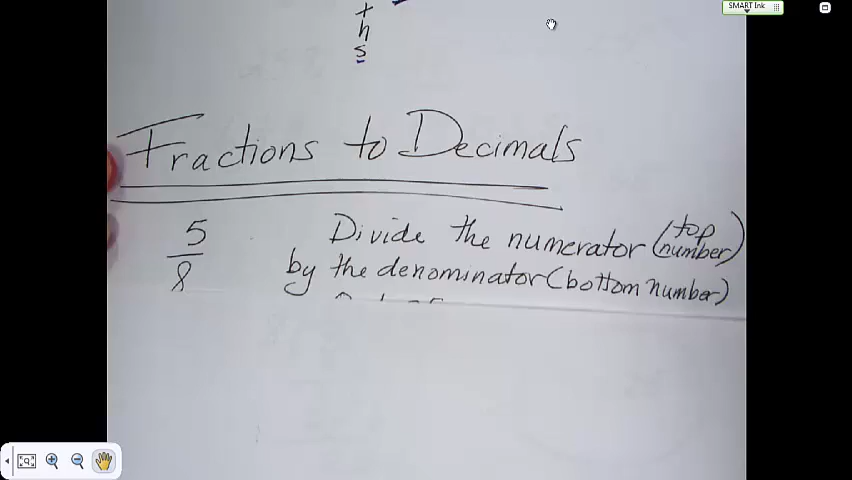 SMART Ink
t
h
s
Fractions to Decimals
5
8
Divide the numerator (top number)
by the denominator (bottom number)